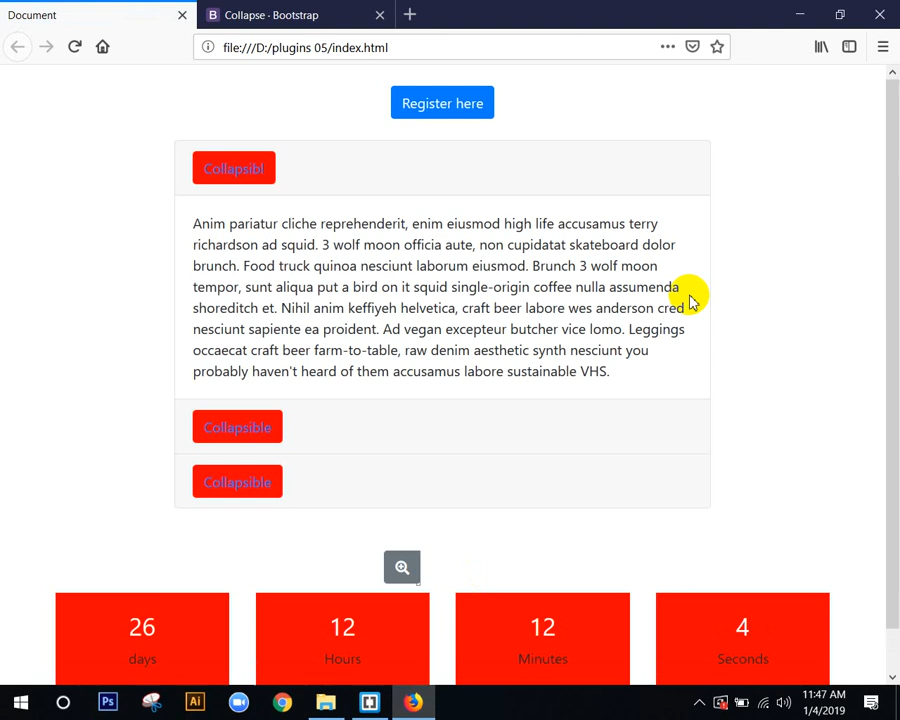 Document
Collapse - Bootstrap
file:///D:/plugins 05/index.html
Register here
Collapsibl
Anim pariatur cliche reprehenderit, enim eiusmod high life accusamus terry
richardson ad squid. 3 wolf moon officia aute, non cupidatat skateboard dolor
brunch. Food truck quinoa nesciunt laborum eiusmod. Brunch 3 wolf moon
tempor, sunt aliqua put a bird on it squid single-origin coffee nulla assumenda
shoreditch et. Nihil anim keffiyeh helvetica, craft beer labore wes anderson cred
nesciunt sapiente ea proident. Ad vegan excepteur butcher vice lomo. Leggings
occaecat craft beer farm-to-table, raw denim aesthetic synth nesciunt you
probably haven't heard of them accusamus labore sustainable VHS.
Collapsible
Collapsible
26 12 12 4
days Hours Minutes Seconds
Ps Ai
11:47 AM
1/4/2019